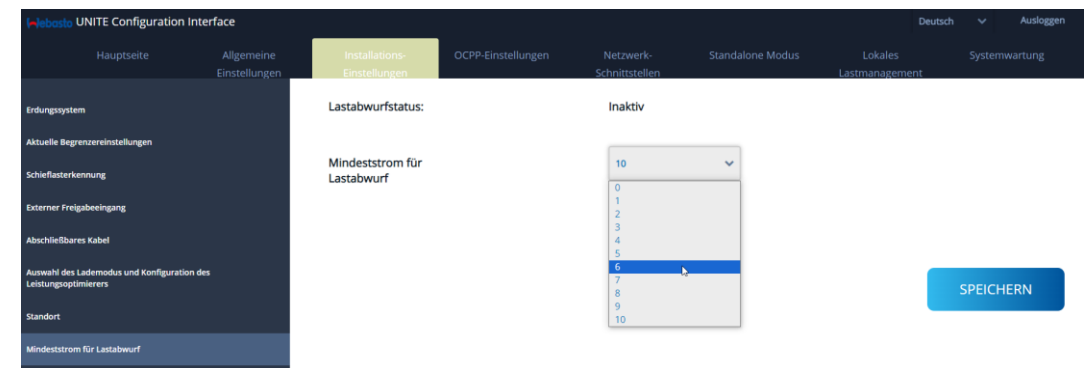 webasto UNITE Configuration Interface
Deutsch
Ausloggen
Hauptseite
Allgemeine
Einstellungen
Installations-
Einstellungen
OCPP-Einstellungen
Netzwerk-
Schnittstellen
Standalone Modus
Lokales
Lastmanagement
Systemwartung
Erdungssystem
Aktuelle Begrenzereinstellungen
Schieflasterkennung
Externer Freigabeeingang
Abschließbares Kabel
Auswahl des Lademodus und Konfiguration des
Leistungsoptimierers
Standort
Mindeststrom für Lastabwurf
Lastabwurfstatus:
Inaktiv
Mindeststrom für
Lastabwurf
10
0
1
2
3
4
5
6
7
8
9
10
SPEICHERN